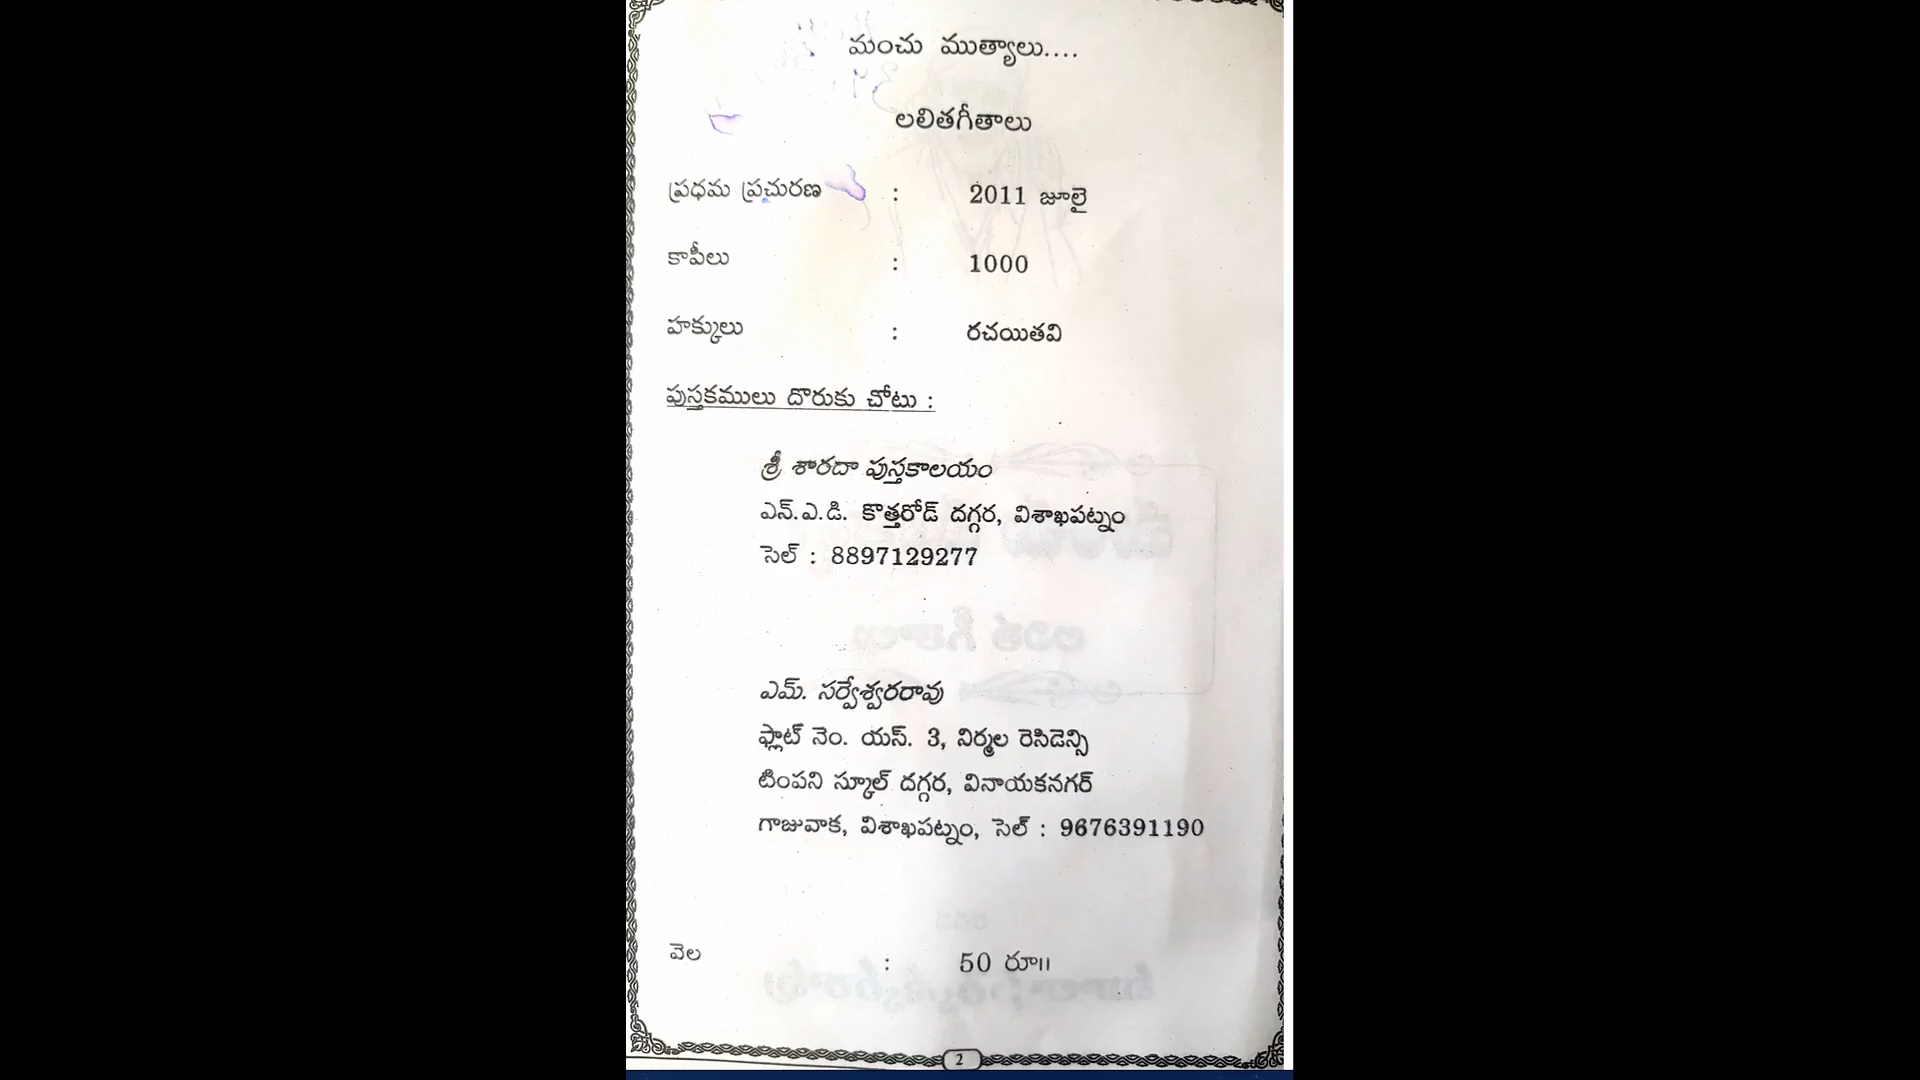 మంచు ముత్యాలు....
లలితగీతాలు
ప్రధమ ప్రచురణ : 2011 జూలై
కాపీలు : 1000
హక్కులు : రచయితవి
పుస్తకములు దొరుకు చోటు :
శ్రీ శారదా పుస్తకాలయం
ఎన్.ఎ.డి. కొత్తరోడ్ దగ్గర, విశాఖపట్నం
సెల్ : 8897129277
ఎమ్. సర్వేశ్వరరావు
ఫ్లాట్ నెం. యస్. 3, నిర్మల రెసిడెన్సి
టింపని స్కూల్ దగ్గర, వినాయకనగర్
గాజువాక, విశాఖపట్నం, సెల్ : 9676391190
వెల : 50 రూ॥
2